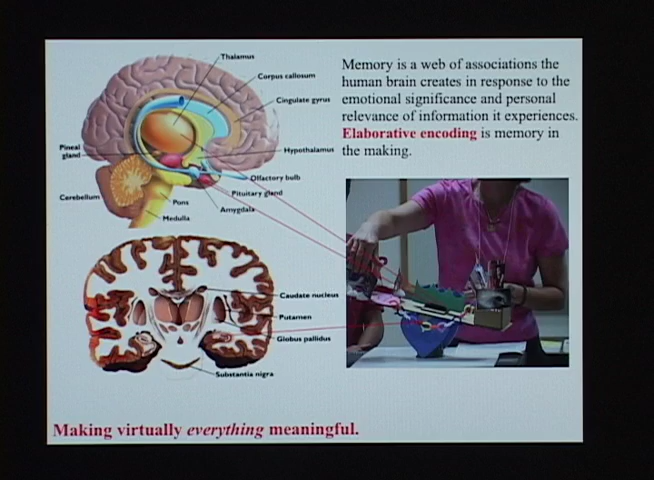 Thalamus
Corpus callosum
Cingulate gyrus
Pineal
gland
Hypothalamus
Olfactory bulb
Pituitary gland
Cerebellum
Pons
Amygdala
Medulla
Memory is a web of associations the
human brain creates in response to the
emotional significance and personal
relevance of information it experiences.
Elaborative encoding is memory in
the making.
Caudate nucleus
Putamen
Globus pallidus
Substantia nigra
Making virtually everything meaningful.